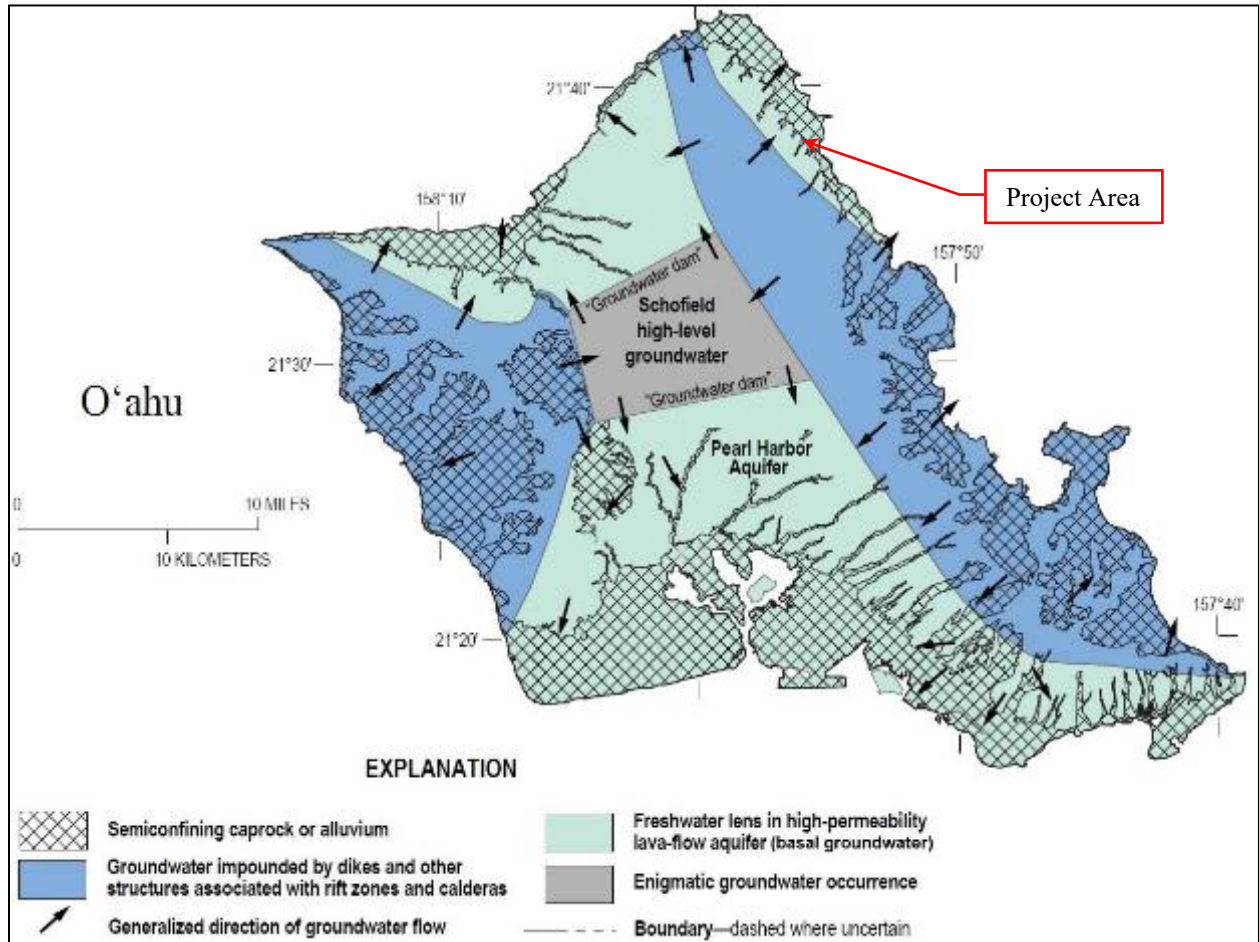 21°40'
Project Area
158°10'
157°50'
"Groundwater dam"
Schofield
high-level
groundwater
21°30'
"Groundwater dam"
O‘ahu
Pearl Harbor
Aquifer
0 10 MILES
0 10 KILOMETERS
157°40'
21°20'
EXPLANATION
Semiconfining caprock or alluvium
Groundwater impounded by dikes and other
structures associated with rift zones and calderas
Generalized direction of groundwater flow
Freshwater lens in high-permeability
lava-flow aquifer (basal groundwater)
Enigmatic groundwater occurrence
Boundary—dashed where uncertain